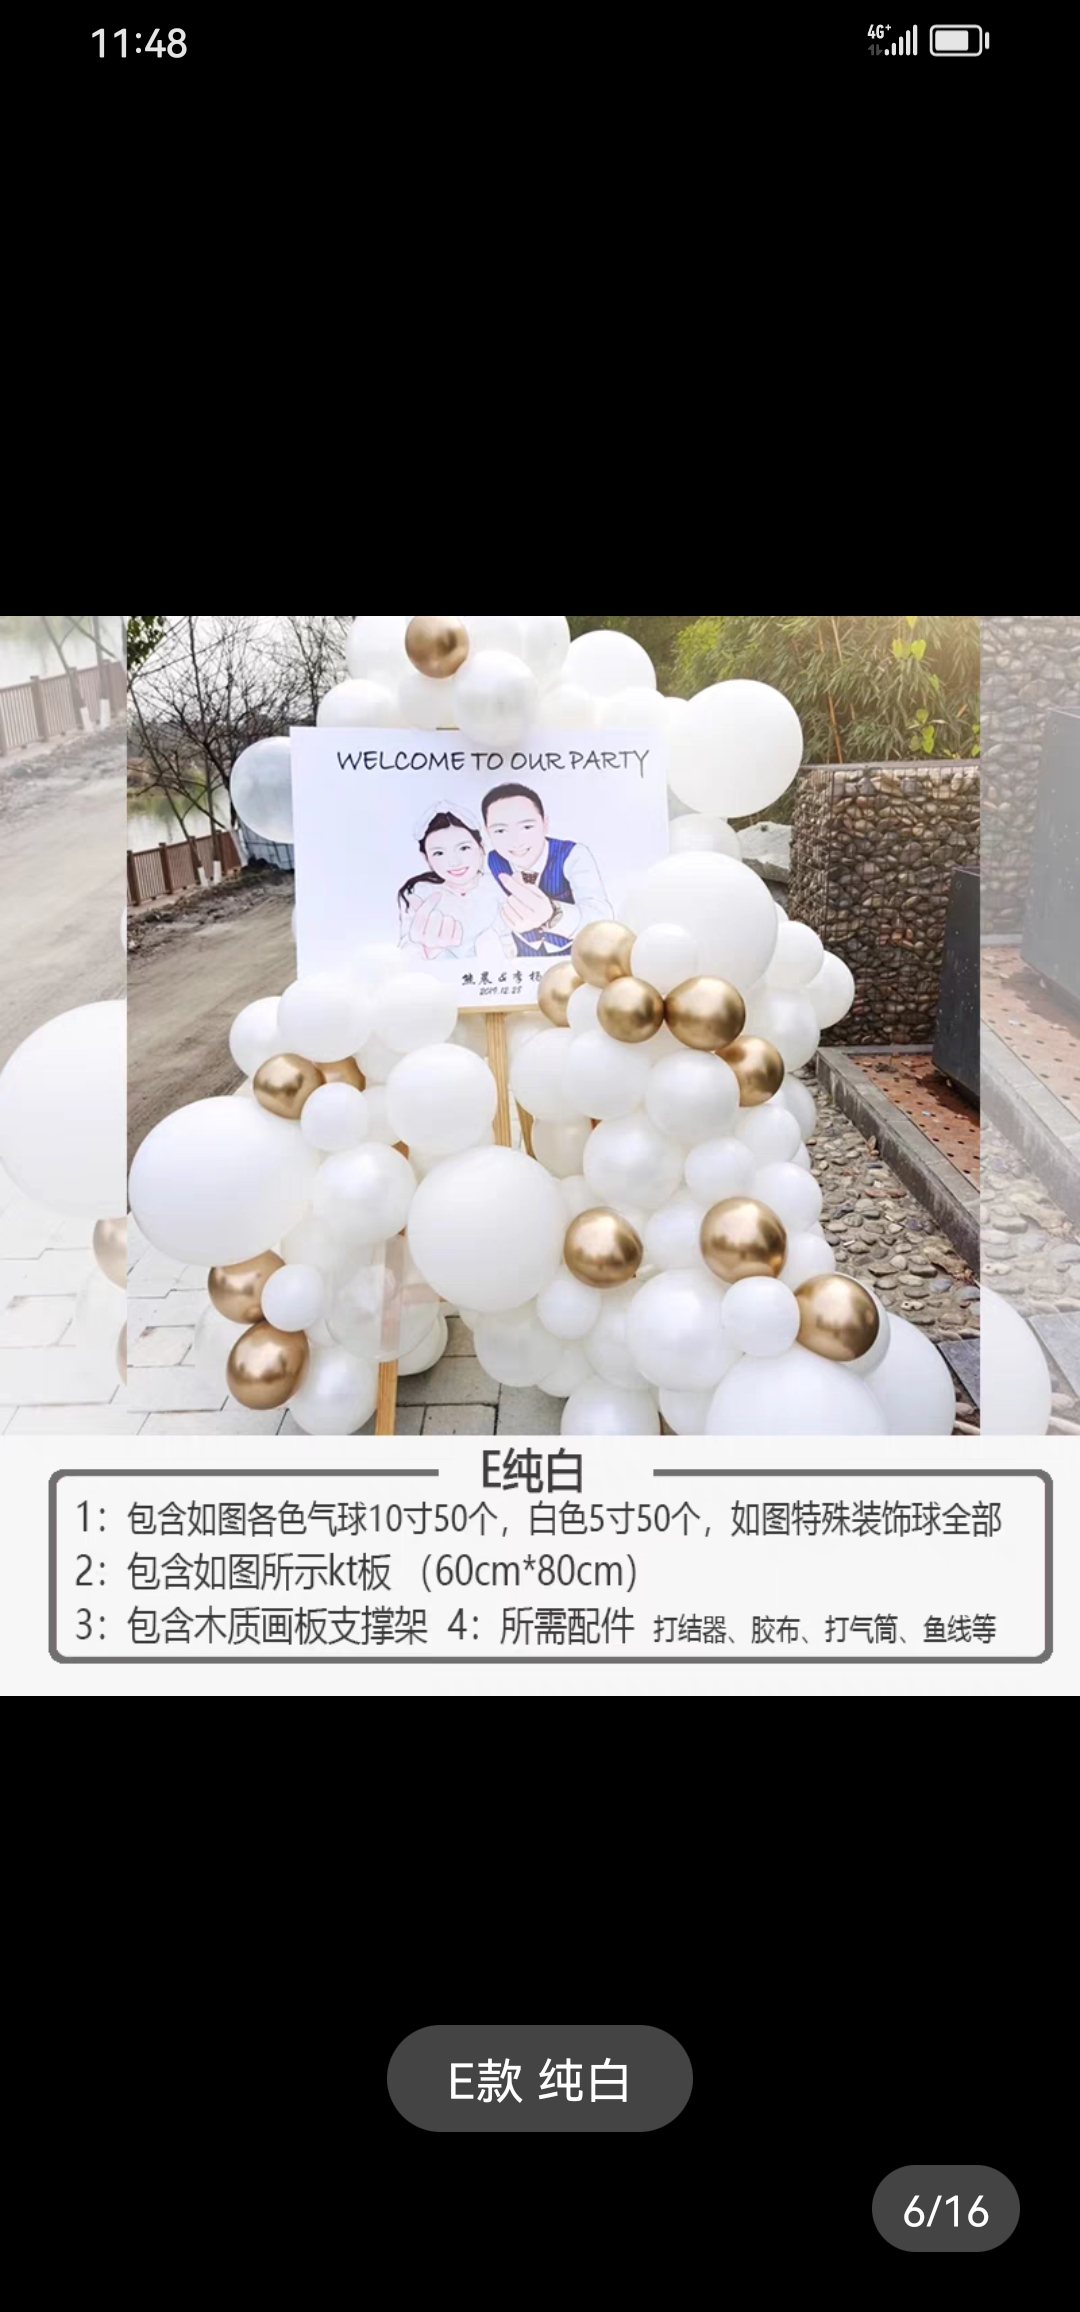 11:48
4G+
WELCOME TO OUR PARTY
2019.12.28
E纯白
1：包含如图各色气球10寸50个，白色5寸50个，如图特殊装饰球全部
2：包含如图所示kt板 （60cm*80cm）
3：包含木质画板支撑架 4：所需配件 打结器、胶布、打气筒、鱼线等
E款 纯白
6/16